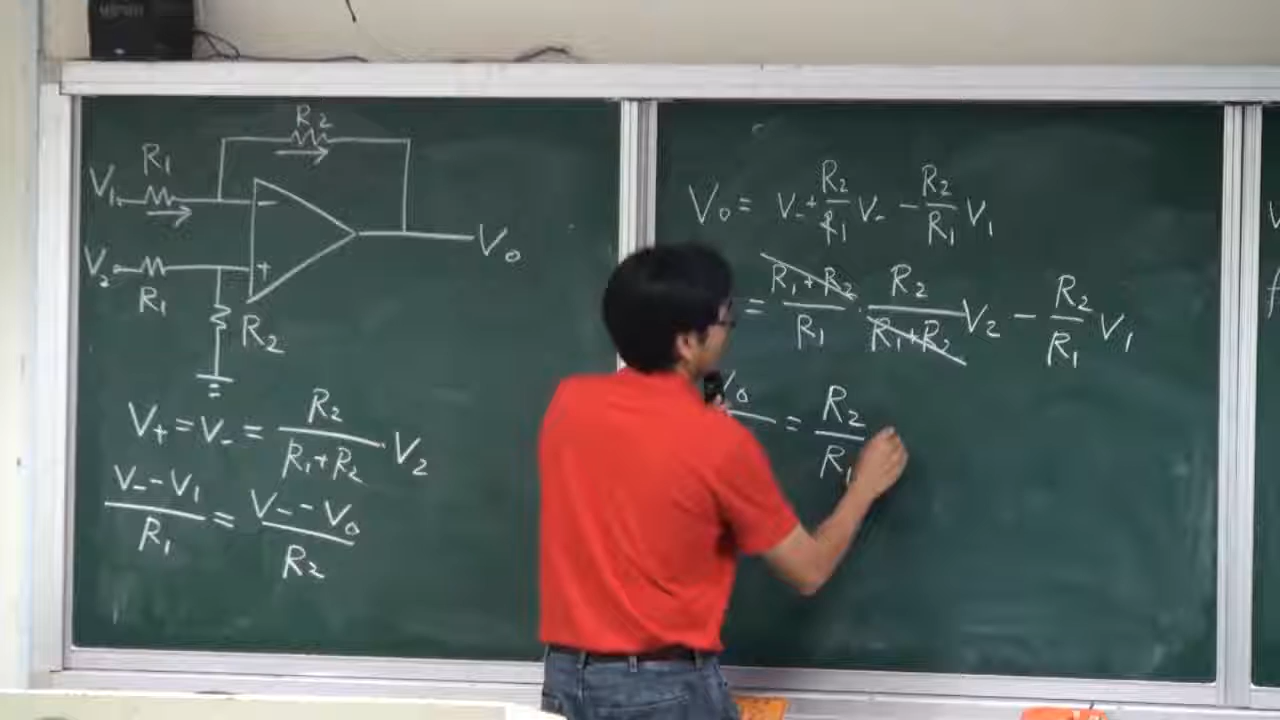 R₂
R₁
V₁
−
V₂
+
V₀
R₁
R₂
V₊ = V₋ = R₂/(R₁+R₂) V₂
(V₋ − V₁)/R₁ = (V₋ − V₀)/R₂
V₀ = V₋ + R₂/R₁ V₋ − R₂/R₁ V₁
= (R₁+R₂)/R₁ · R₂/(R₁+R₂) V₂ − R₂/R₁ V₁
= R₂/R₁